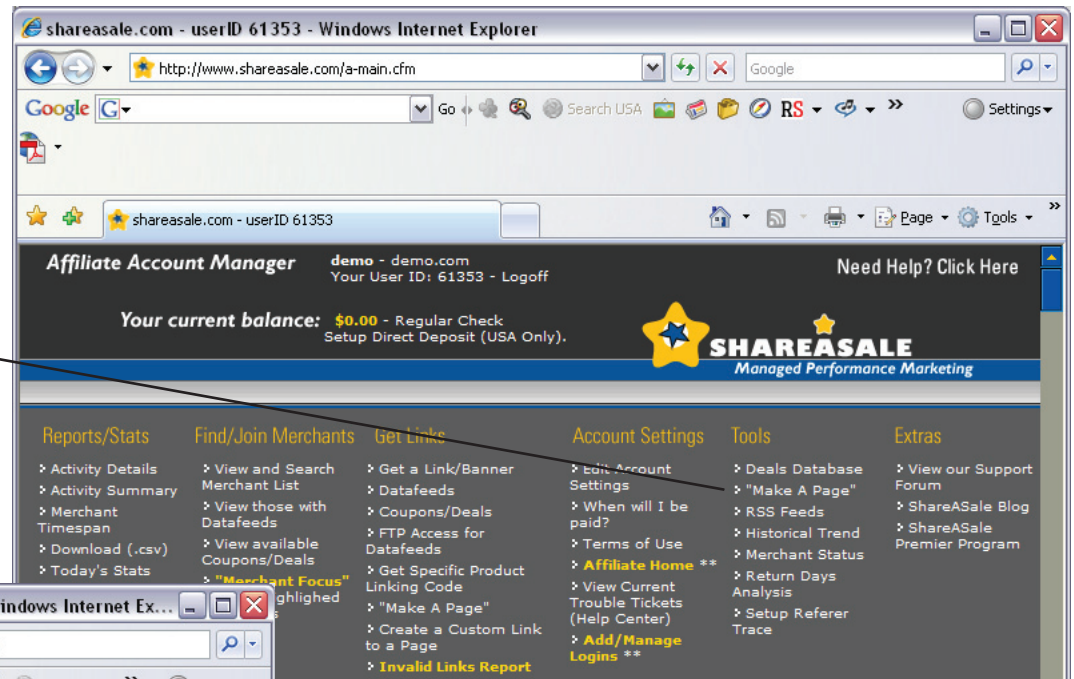 shareasale.com - userID 61353 - Windows Internet Explorer
http://www.shareasale.com/a-main.cfm
Google
Google G
Go
Search USA
RS
»
Settings
shareasale.com - userID 61353
Page
Tools
»
Affiliate Account Manager
demo - demo.com
Your User ID: 61353 - Logoff
Need Help? Click Here
Your current balance: $0.00 - Regular Check
Setup Direct Deposit (USA Only).
SHAREASALE
Managed Performance Marketing
Reports/Stats
Activity Details
Activity Summary
Merchant
Timespan
Download (.csv)
Today's Stats
Find/Join Merchants
View and Search
Merchant List
View those with
Datafeeds
View available
Coupons/Deals
"Merchant Focus"
ghlighed
s
Get Links
Get a Link/Banner
Datafeeds
Coupons/Deals
FTP Access for
Datafeeds
Get Specific Product
Linking Code
"Make A Page"
Create a Custom Link
to a Page
Invalid Links Report
Account Settings
Edit Account
Settings
When will I be
paid?
Terms of Use
Affiliate Home **
View Current
Trouble Tickets
(Help Center)
Add/Manage
Logins **
Tools
Deals Database
"Make A Page"
RSS Feeds
Historical Trend
Merchant Status
Return Days
Analysis
Setup Referer
Trace
Extras
View our Support
Forum
ShareASale Blog
ShareASale
Premier Program
indows Internet Ex...